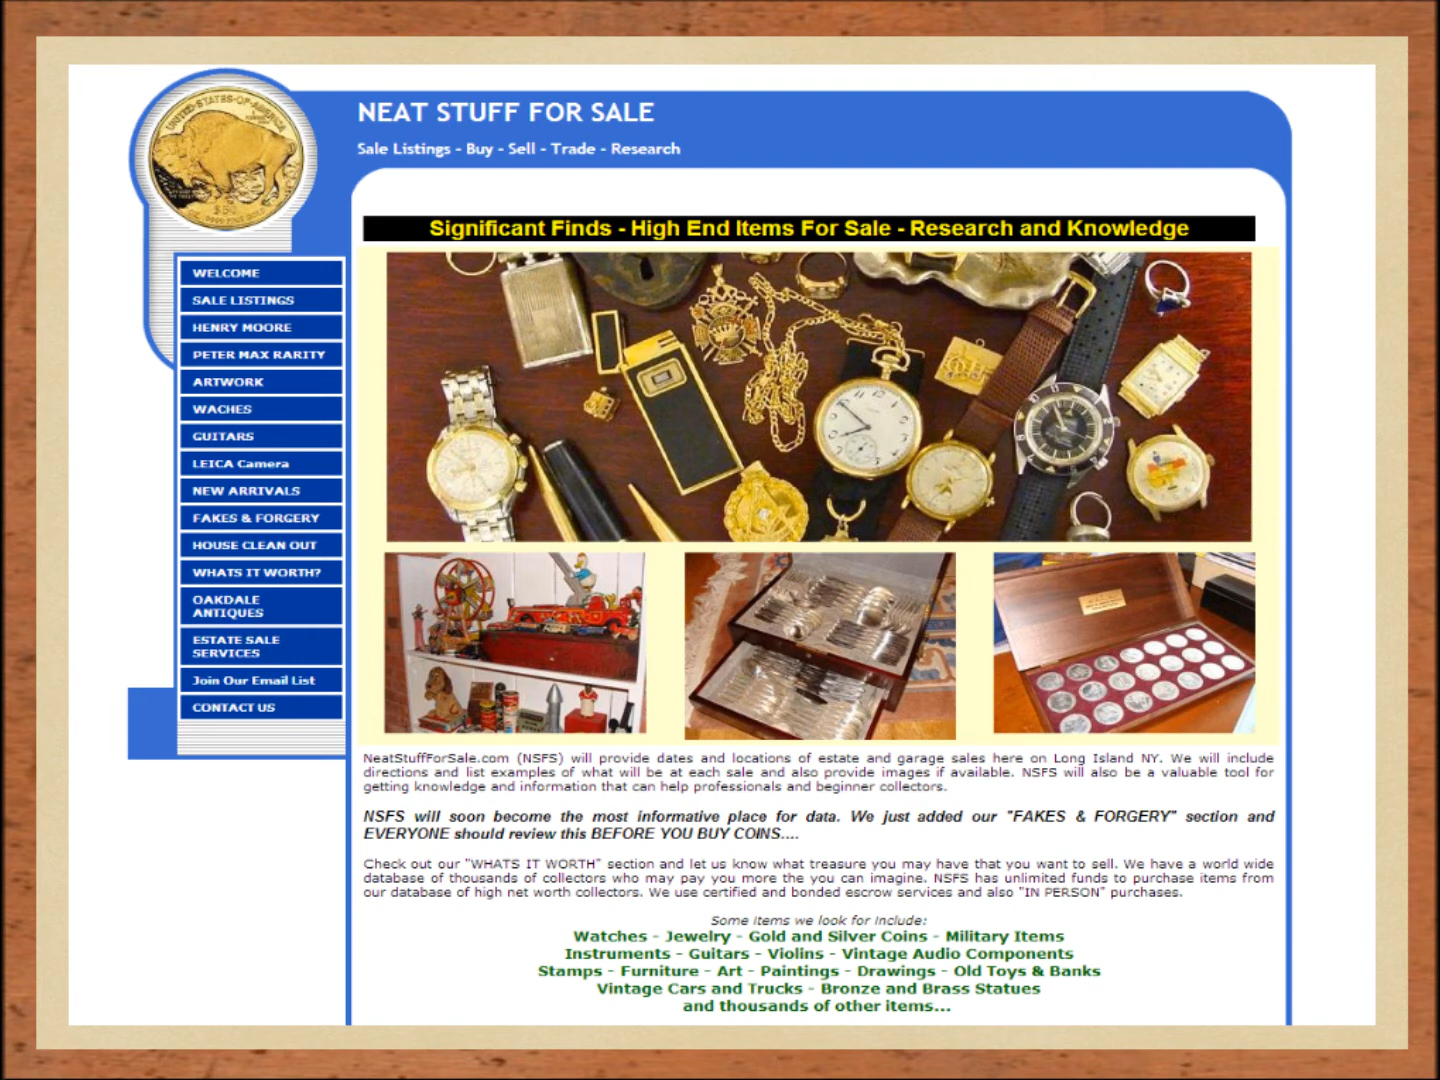 UNITED·STATES·OF·AMERICA
$50
NEAT STUFF FOR SALE
Sale Listings - Buy - Sell - Trade - Research
WELCOME
SALE LISTINGS
HENRY MOORE
PETER MAX RARITY
ARTWORK
WACHES
GUITARS
LEICA Camera
NEW ARRIVALS
FAKES & FORGERY
HOUSE CLEAN OUT
WHATS IT WORTH?
OAKDALE
ANTIQUES
ESTATE SALE
SERVICES
Join Our Email List
CONTACT US
Significant Finds - High End Items For Sale - Research and Knowledge
NeatStuffForSale.com (NSFS) will provide dates and locations of estate and garage sales here on Long Island NY. We will include
directions and list examples of what will be at each sale and also provide images if available. NSFS will also be a valuable tool for
getting knowledge and information that can help professionals and beginner collectors.
NSFS will soon become the most informative place for data. We just added our "FAKES & FORGERY" section and
EVERYONE should review this BEFORE YOU BUY COINS....
Check out our "WHATS IT WORTH" section and let us know what treasure you may have that you want to sell. We have a world wide
database of thousands of collectors who may pay you more the you can imagine. NSFS has unlimited funds to purchase items from
our database of high net worth collectors. We use certified and bonded escrow services and also "IN PERSON" purchases.
Some Items we look for Include:
Watches - Jewelry - Gold and Silver Coins - Military Items
Instruments - Guitars - Violins - Vintage Audio Components
Stamps - Furniture - Art - Paintings - Drawings - Old Toys & Banks
Vintage Cars and Trucks - Bronze and Brass Statues
and thousands of other items...